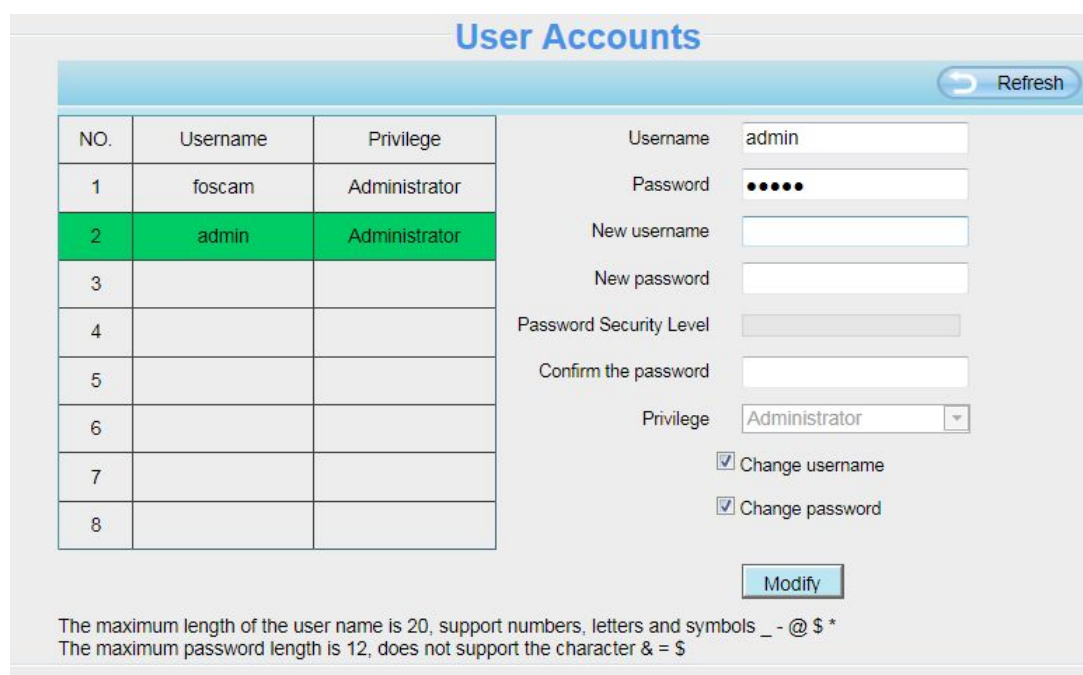 User Accounts
Refresh
NO. Username Privilege
1 foscam Administrator
2 admin Administrator
3
4
5
6
7
8
Username admin
Password •••••
New username
New password
Password Security Level
Confirm the password
Privilege Administrator
Change username
Change password
Modify
The maximum length of the user name is 20, support numbers, letters and symbols _ - @ $ *
The maximum password length is 12, does not support the character & = $